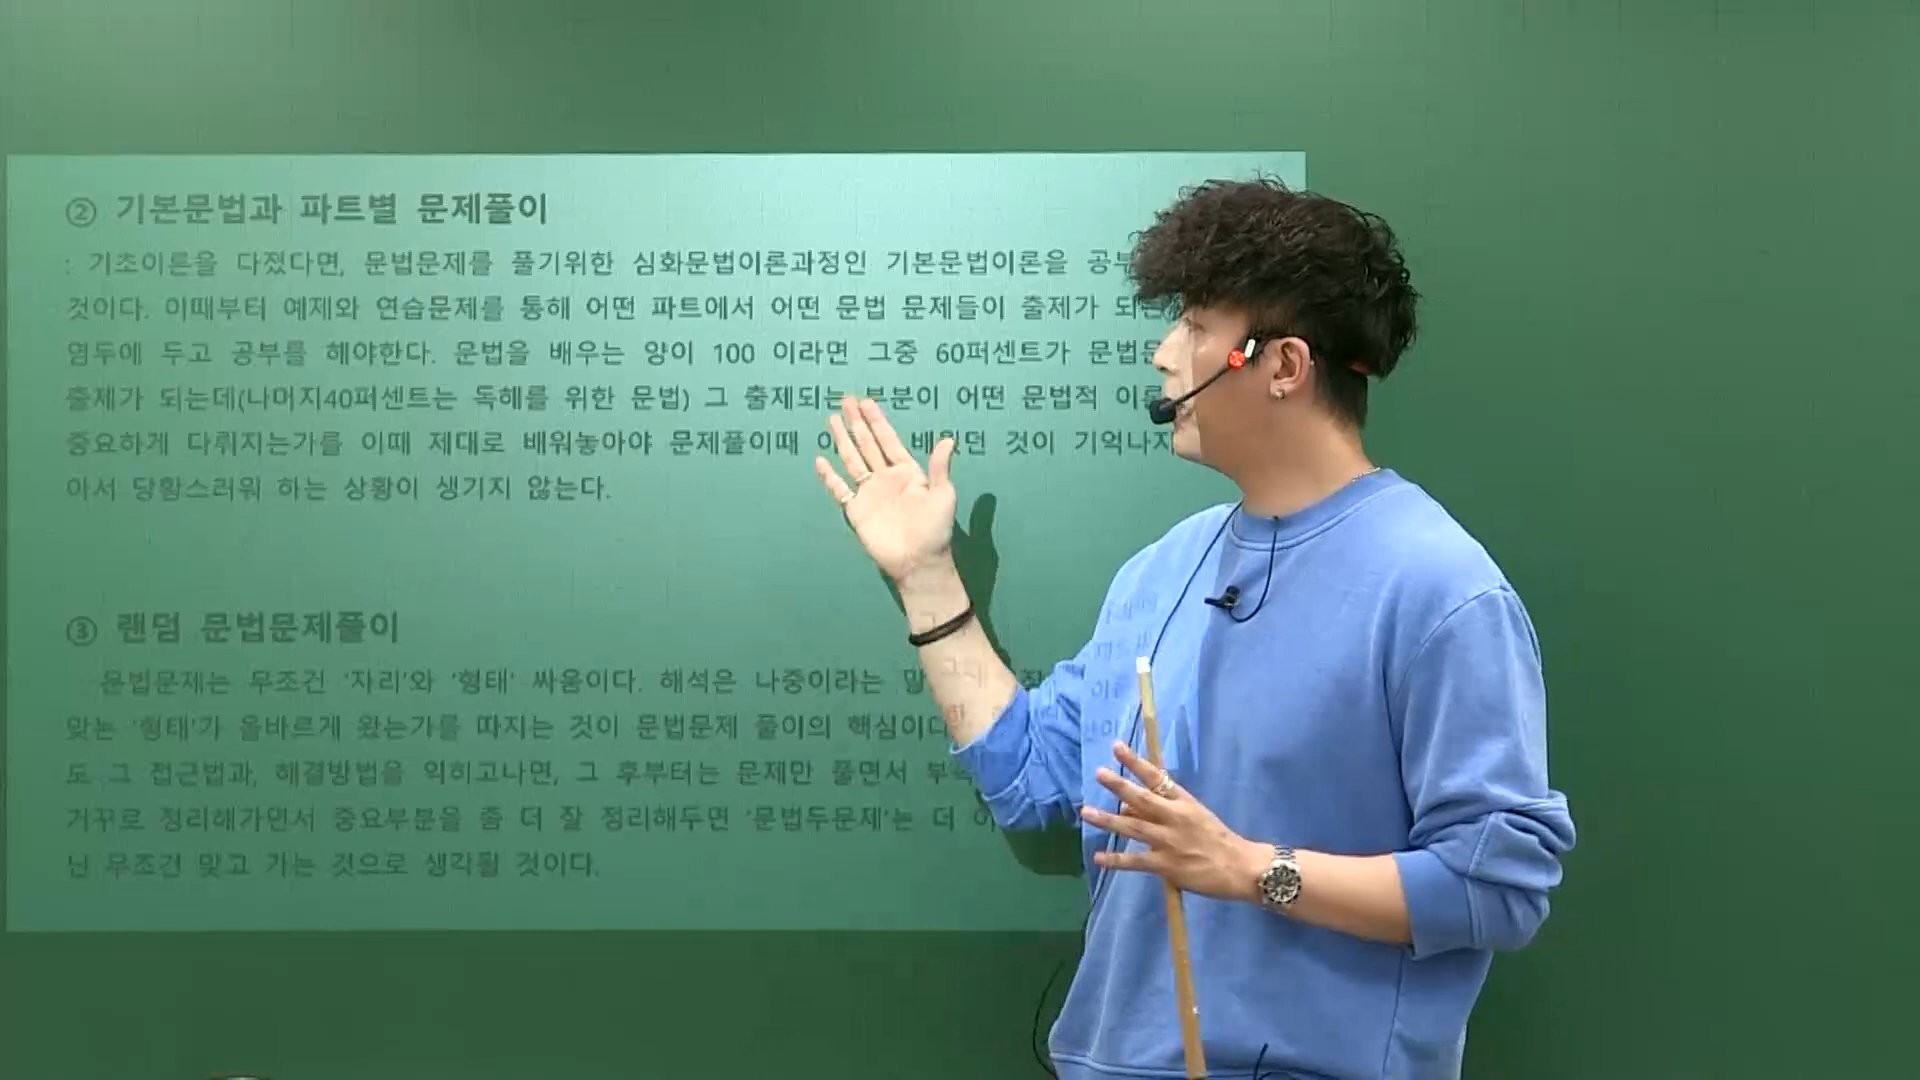 ② 기본문법과 파트별 문제풀이
: 기초이론을 다졌다면, 문법문제를 풀기위한 심화문법이론과정인 기본문법이론을
것이다. 이때부터 예제와 연습문제를 통해 어떤 파트에서 어떤 문법 문제들이 출제가
염두에 두고 공부를 해야한다. 문법을 배우는 양이 100 이라면 그중 60퍼센트가
출제가 되는데(나머지40퍼센트는 독해를 위한 문법) 그 출제되는 부분이 어떤 문법적
중요하게 다뤄지는가를 이때 제대로 배워놓아야 문제풀이때 것이 기억나지
아서 당황스러워 하는 상황이 생기지 않는다.
③ 랜덤 문법문제풀이
문법문제는 무조건 '자리'와 '형태' 싸움이다. 해석은 나중이라는
맞는 '형태'가 올바르게 왔는가를 따지는 것이 문법문제 풀이의 핵심이다
도 그 접근법과, 해결방법을 익히고나면, 그 후부터는 문제만 풀면서
거꾸로 정리해가면서 중요부분을 좀 더 잘 정리해두면 '문법두문제'는 더
닌 무조건 맞고 가는 것으로 생각될 것이다.